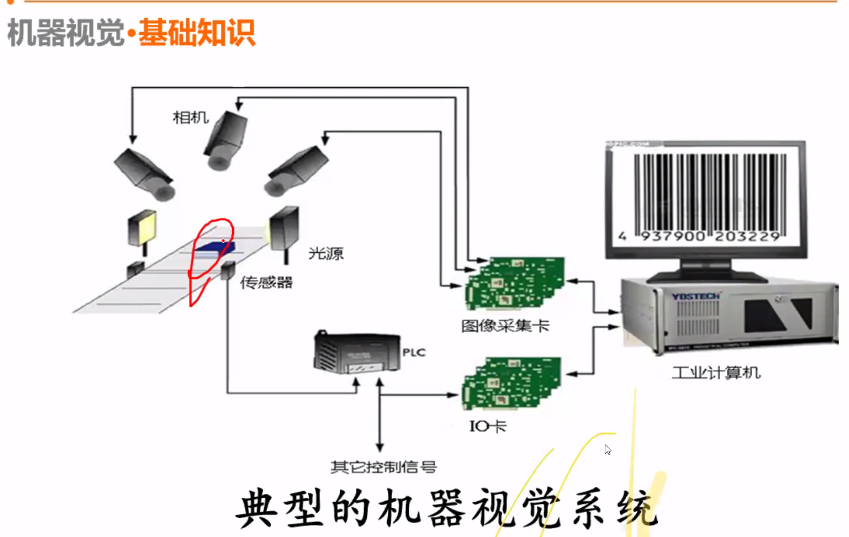 机器视觉·基础知识
相机
光源
传感器
4 937900 203229
YOSTECH
图像采集卡
PLC
工业计算机
IO卡
其它控制信号
典型的机器视觉系统